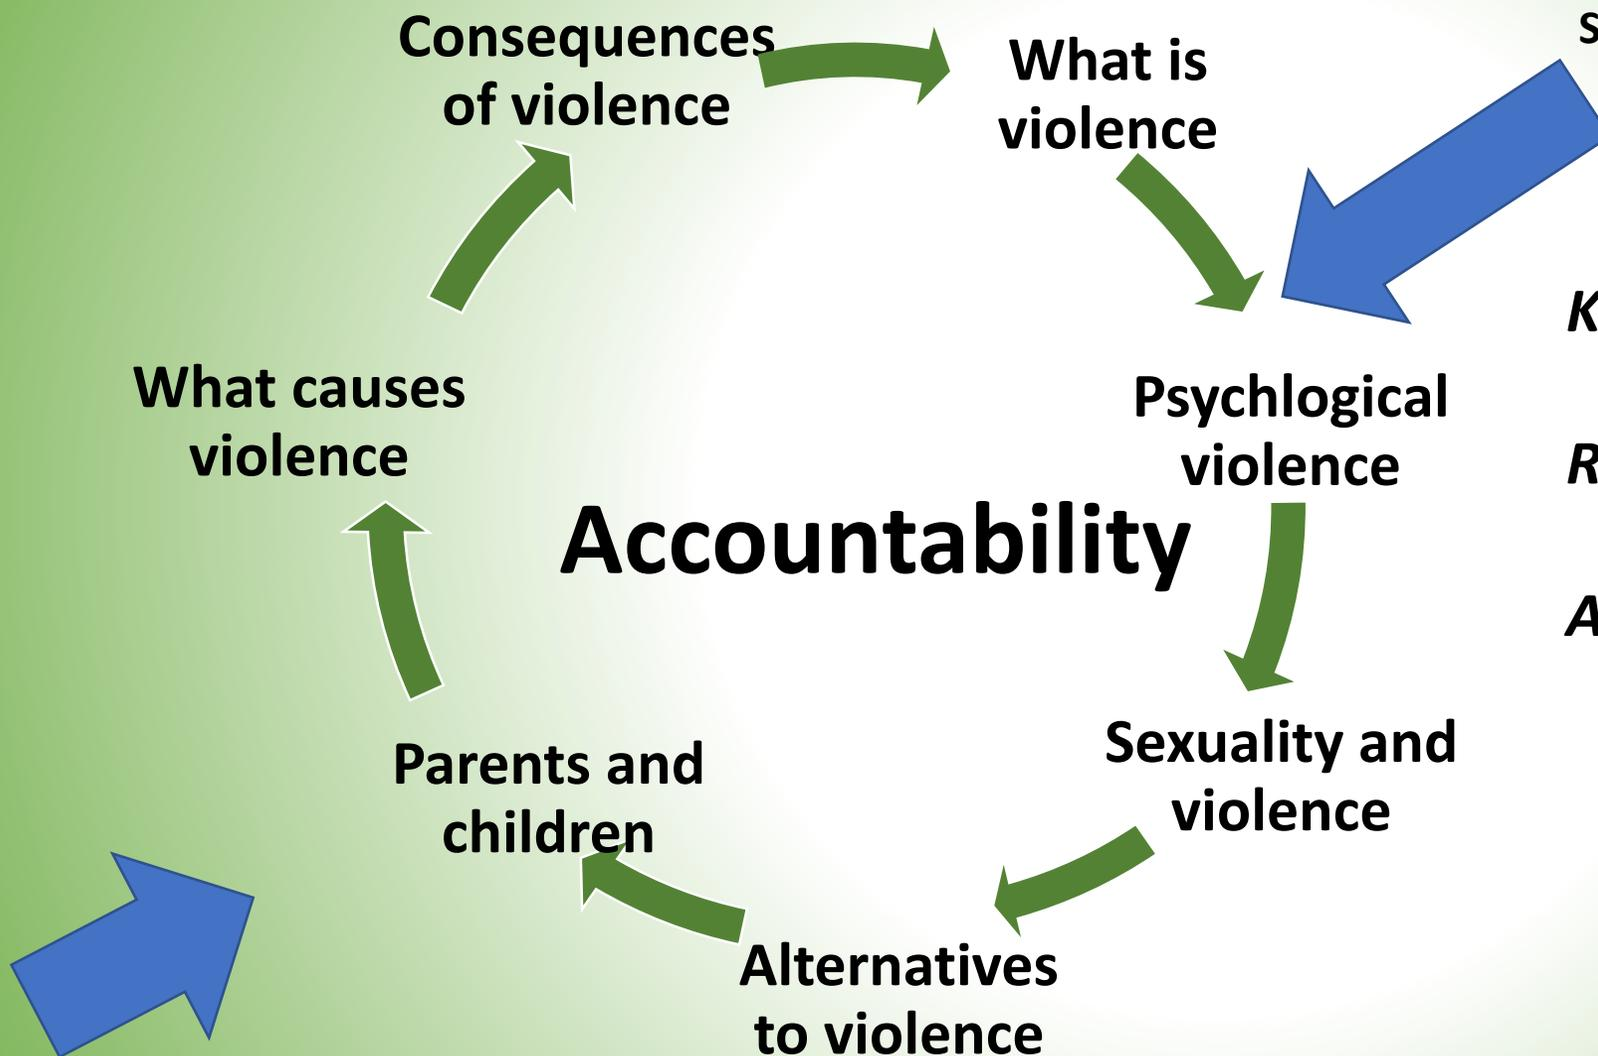 Consequences
of violence
What is
violence
Psychlogical
violence
Sexuality and
violence
Alternatives
to violence
Parents and
children
What causes
violence
Accountability
s
K
R
A